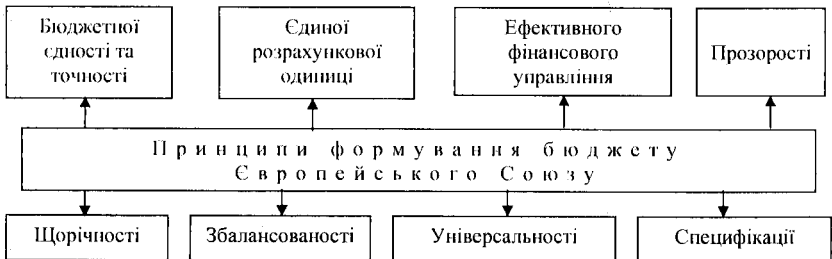 Бюджетної
єдності та
точності
Єдиної
розрахункової
одиниці
Ефективного
фінансового
управління
Прозорості
Принципи формування бюджету
Європейського Союзу
Щорічності
Збалансованості
Універсальності
Специфікації